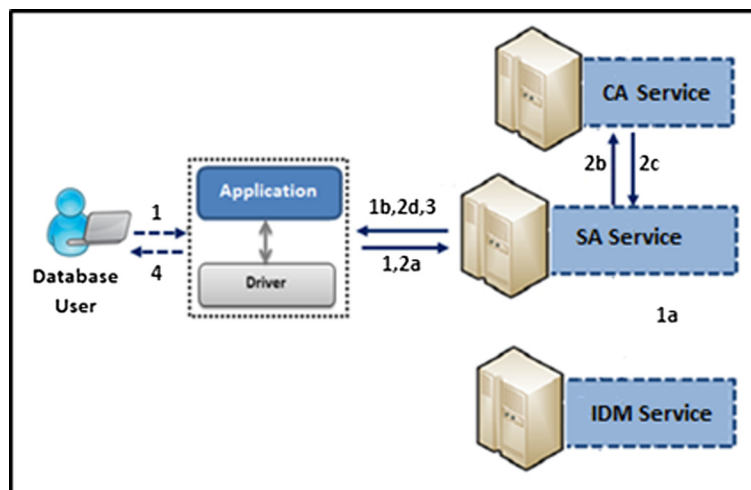 CA Service
2b
2c
Application
1
1b,2d,3
SA Service
1,2a
4
Driver
Database
User
1a
IDM Service